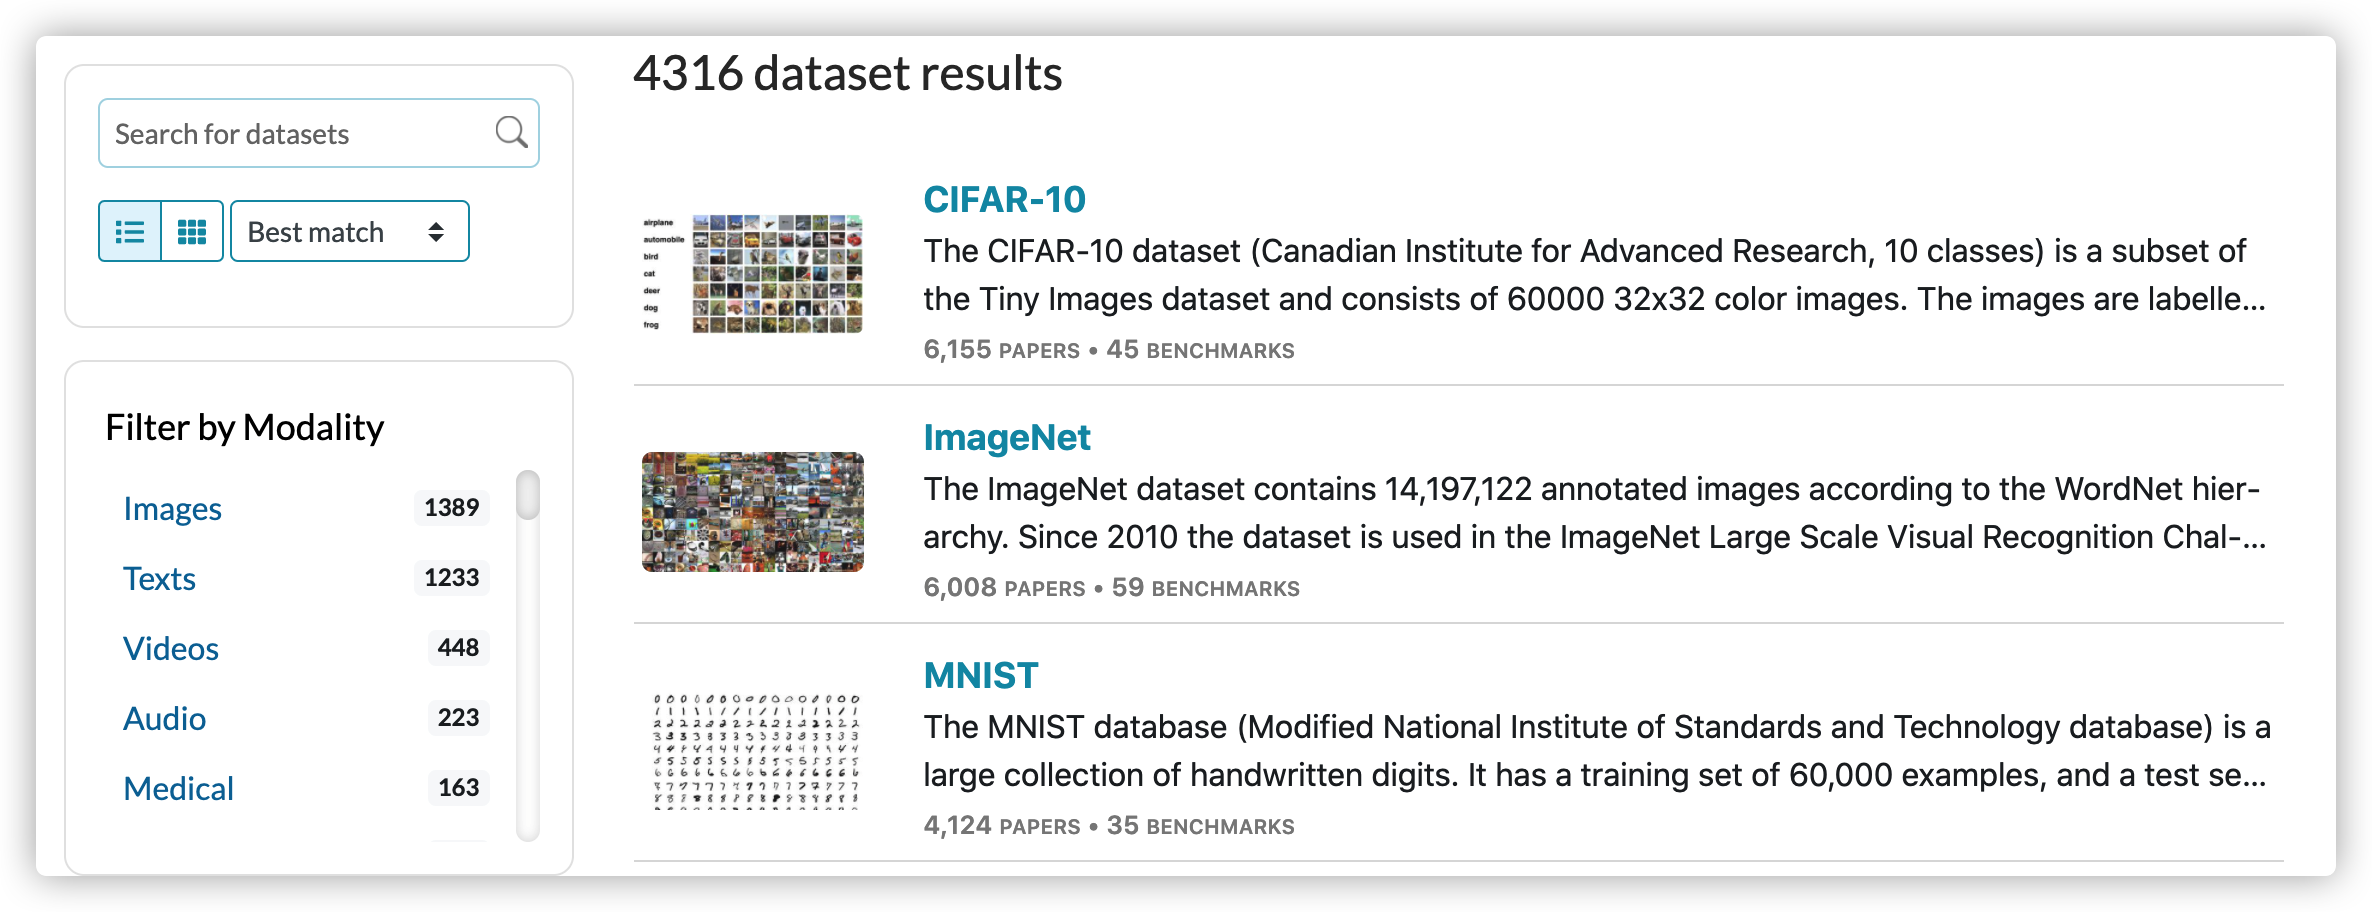 Search for datasets
Best match
Filter by Modality
Images 1389
Texts 1233
Videos 448
Audio 223
Medical 163
4316 dataset results
airplane
automobile
bird
cat
deer
dog
frog
CIFAR-10
The CIFAR-10 dataset (Canadian Institute for Advanced Research, 10 classes) is a subset of
the Tiny Images dataset and consists of 60000 32x32 color images. The images are labelle...
6,155 PAPERS • 45 BENCHMARKS
ImageNet
The ImageNet dataset contains 14,197,122 annotated images according to the WordNet hier-
archy. Since 2010 the dataset is used in the ImageNet Large Scale Visual Recognition Chal-...
6,008 PAPERS • 59 BENCHMARKS
MNIST
The MNIST database (Modified National Institute of Standards and Technology database) is a
large collection of handwritten digits. It has a training set of 60,000 examples, and a test se...
4,124 PAPERS • 35 BENCHMARKS